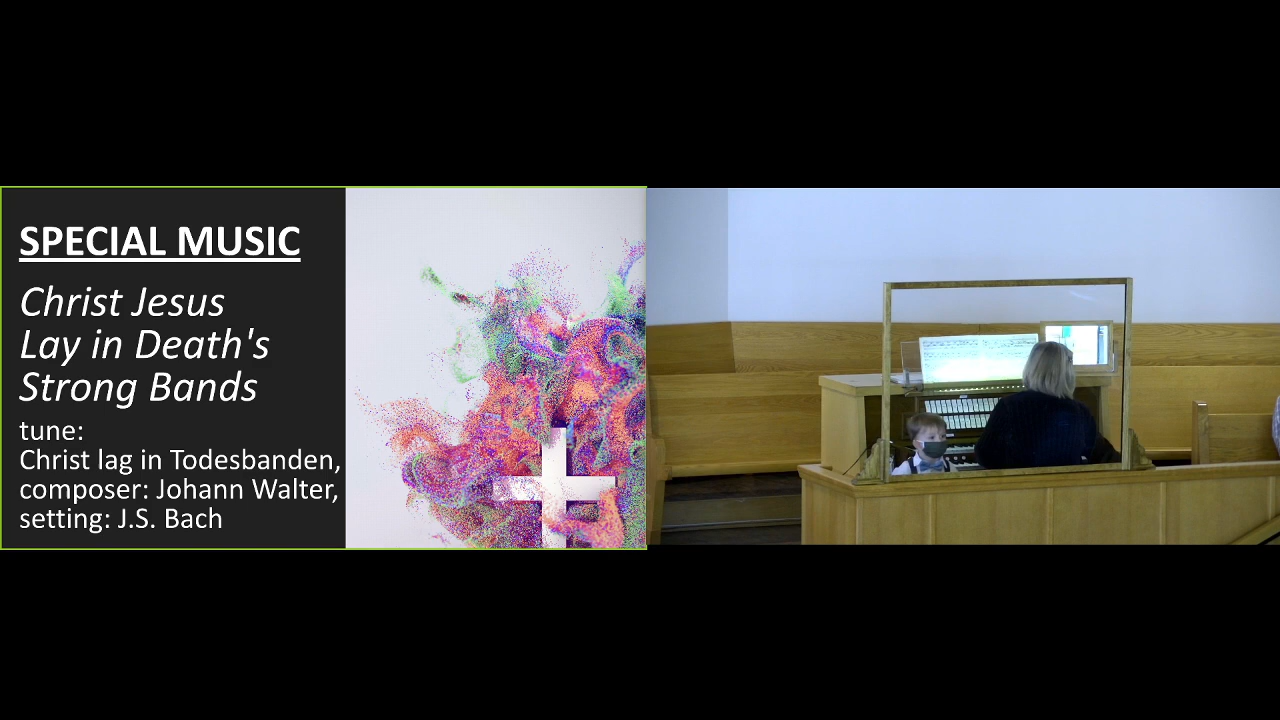 SPECIAL MUSIC
Christ Jesus
Lay in Death's
Strong Bands
tune:
Christ lag in Todesbanden,
composer: Johann Walter,
setting: J.S. Bach